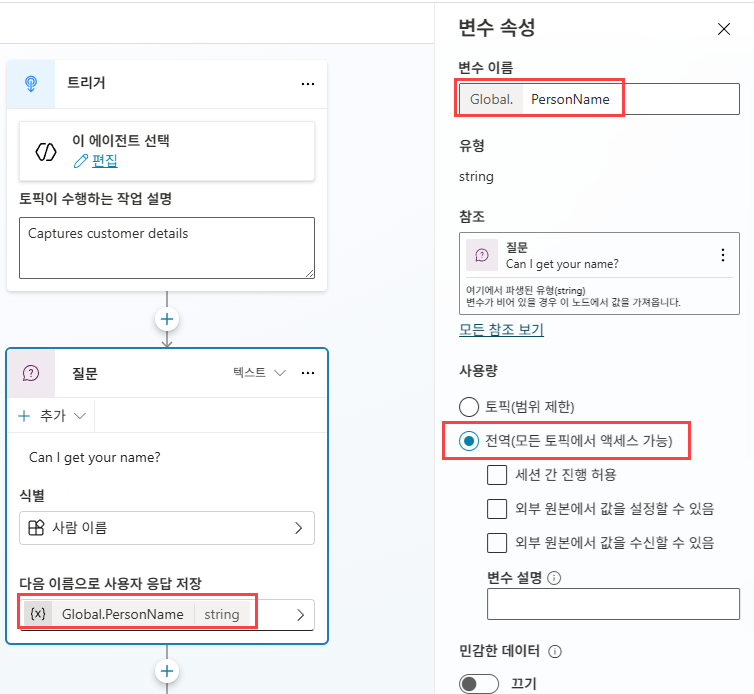 트리거
...
이 에이전트 선택
편집
토픽이 수행하는 작업 설명
Captures customer details
질문
텍스트
...
추가
Can I get your name?
식별
사람 이름
다음 이름으로 사용자 응답 저장
{x} Global.PersonName string
변수 속성
변수 이름
Global. PersonName
유형
string
참조
질문
Can I get your name?
여기에서 파생된 유형(string)
변수가 비어 있을 경우 이 노드에서 값을 가져옵니다.
모든 참조 보기
사용량
토픽(범위 제한)
전역(모든 토픽에서 액세스 가능)
세션 간 진행 허용
외부 원본에서 값을 설정할 수 있음
외부 원본에서 값을 수신할 수 있음
변수 설명
민감한 데이터
끄기